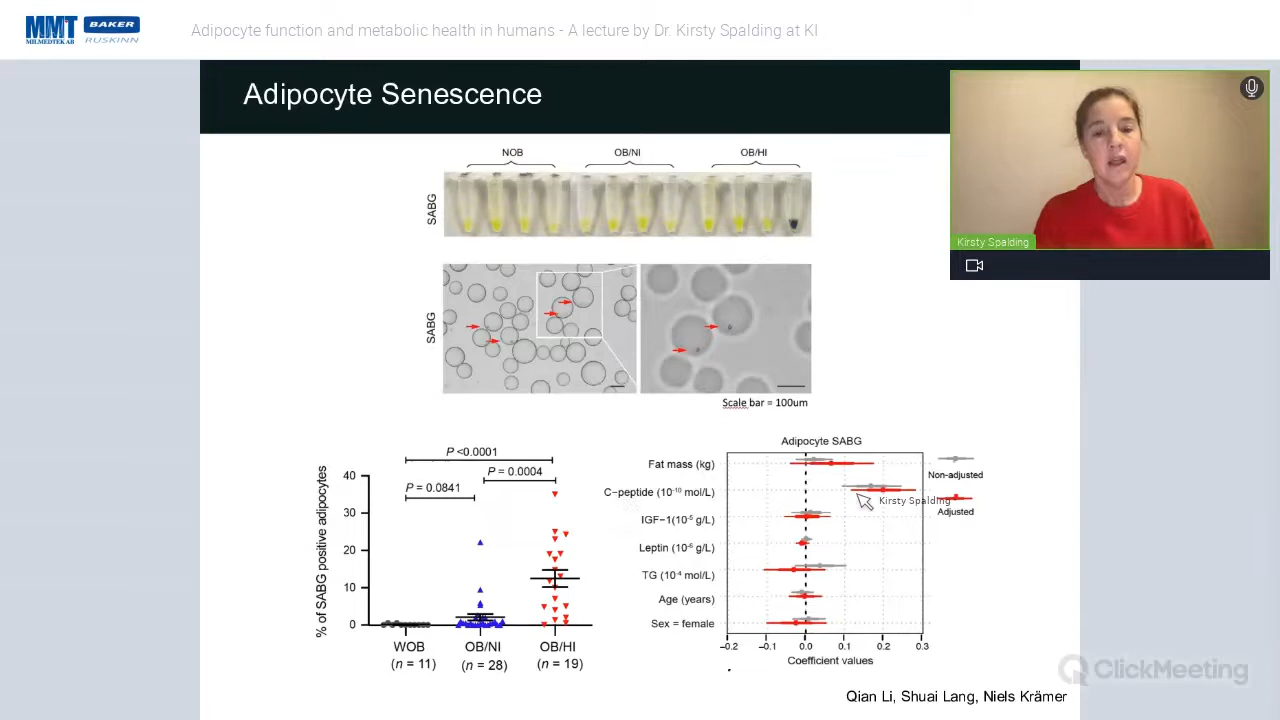 MMT
MILMEDTEK AB
BAKER
RUSKINN
Adipocyte function and metabolic health in humans - A lecture by Dr. Kirsty Spalding at KI
Adipocyte Senescence
Kirsty Spalding
NOB OB/NI OB/HI
SABG
SABG
Scale bar = 100um
% of SABG positive adipocytes
P <0.0001
P = 0.0004
P = 0.0841
40
30
20
10
0
WOB OB/NI OB/HI
(n = 11) (n = 28) (n = 19)
Adipocyte SABG
Fat mass (kg)
C-peptide (10⁻¹⁰ mol/L)
IGF−1(10⁻⁵ g/L)
Leptin (10⁻⁶ g/L)
TG (10⁻⁴ mol/L)
Age (years)
Sex = female
−0.2 −0.1 0.0 0.1 0.2 0.3
Coefficient values
Non-adjusted
Kirsty Spalding
Adjusted
ClickMeeting
Qian Li, Shuai Lang, Niels Krämer